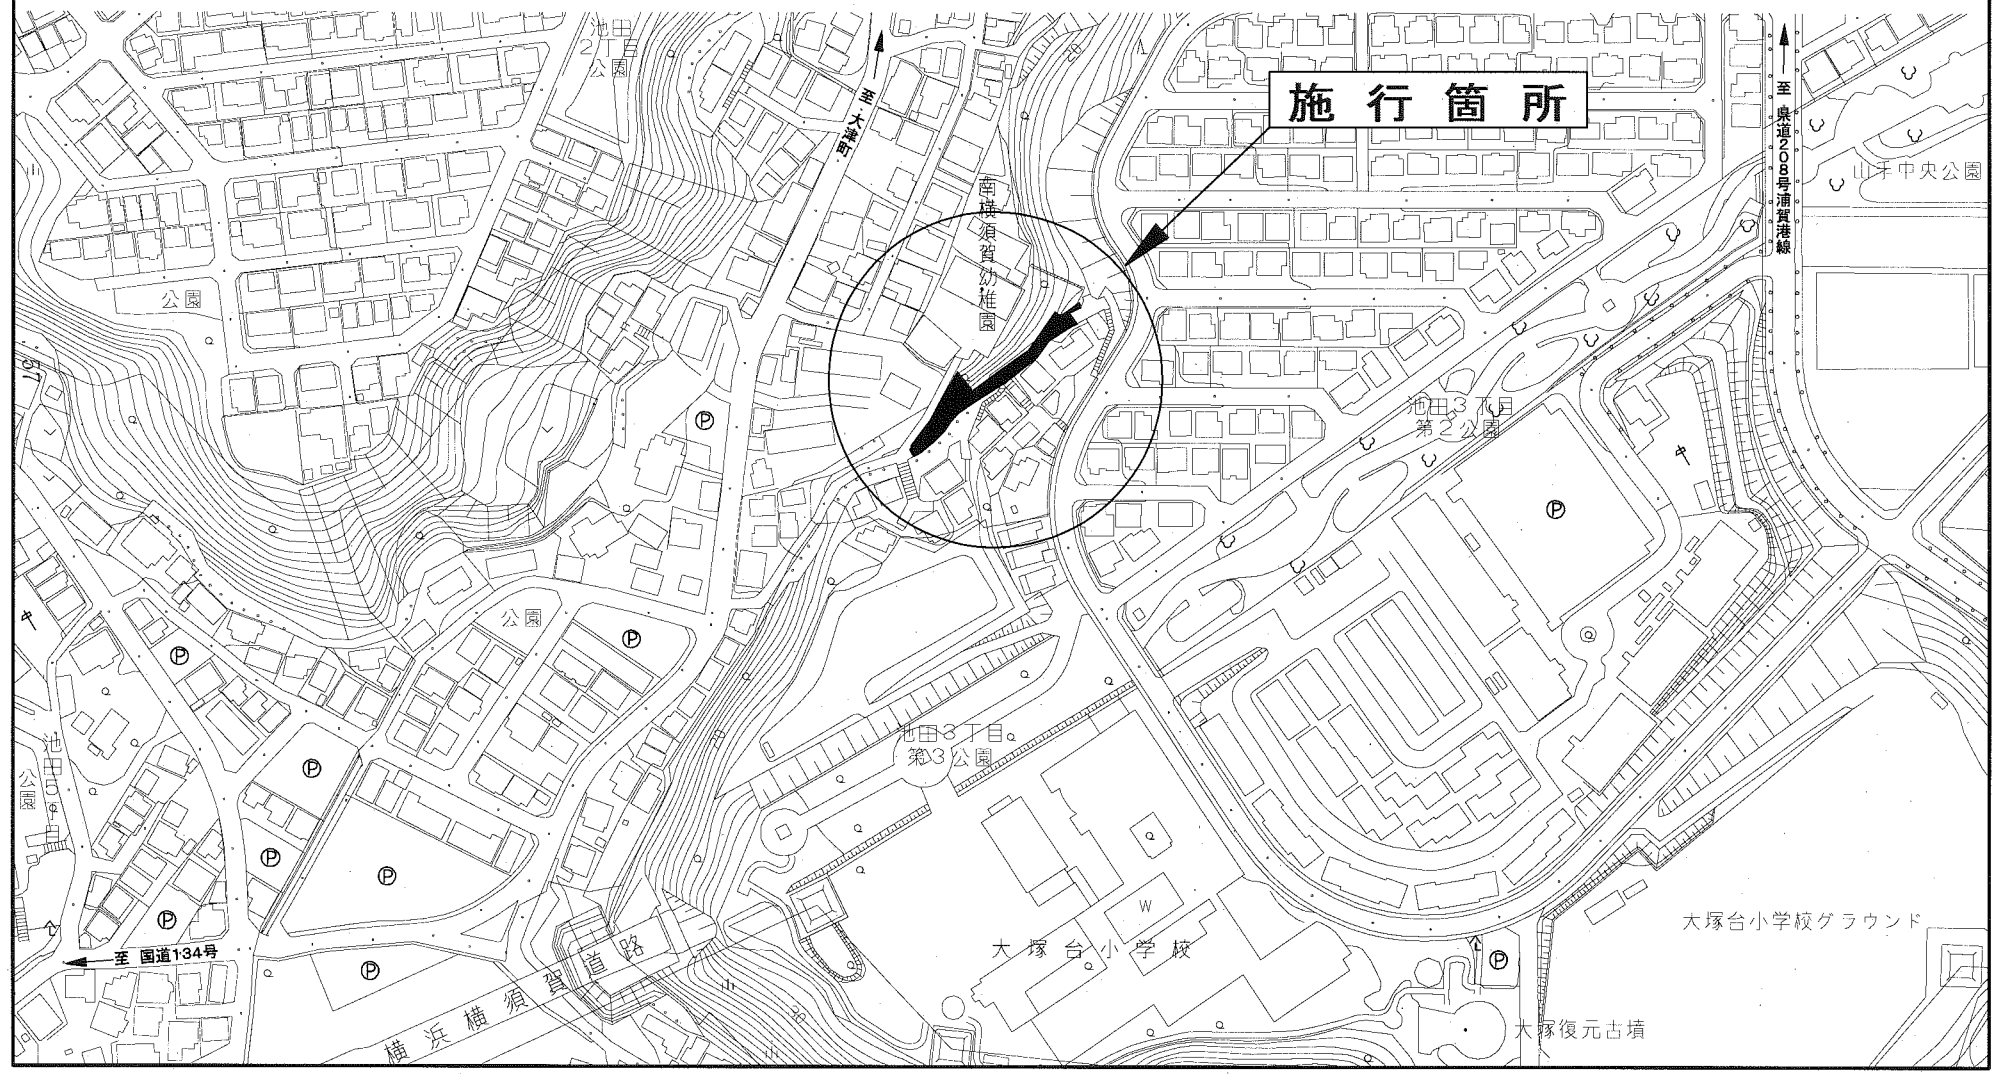 池田
2丁目
公園
至 大津町
施行箇所
至 県道208号浦賀港線
山手中央公園
南横須賀幼稚園
公園
池田3丁目
第2公園
P
P
公園
P
P
池田3丁目
第3公園
P
池田5丁目
公園
P
P
P
W
大塚台小学校
大塚台小学校グラウンド
至 国道134号
P
P
横浜横須賀道路
大塚復元古墳
20
20
30